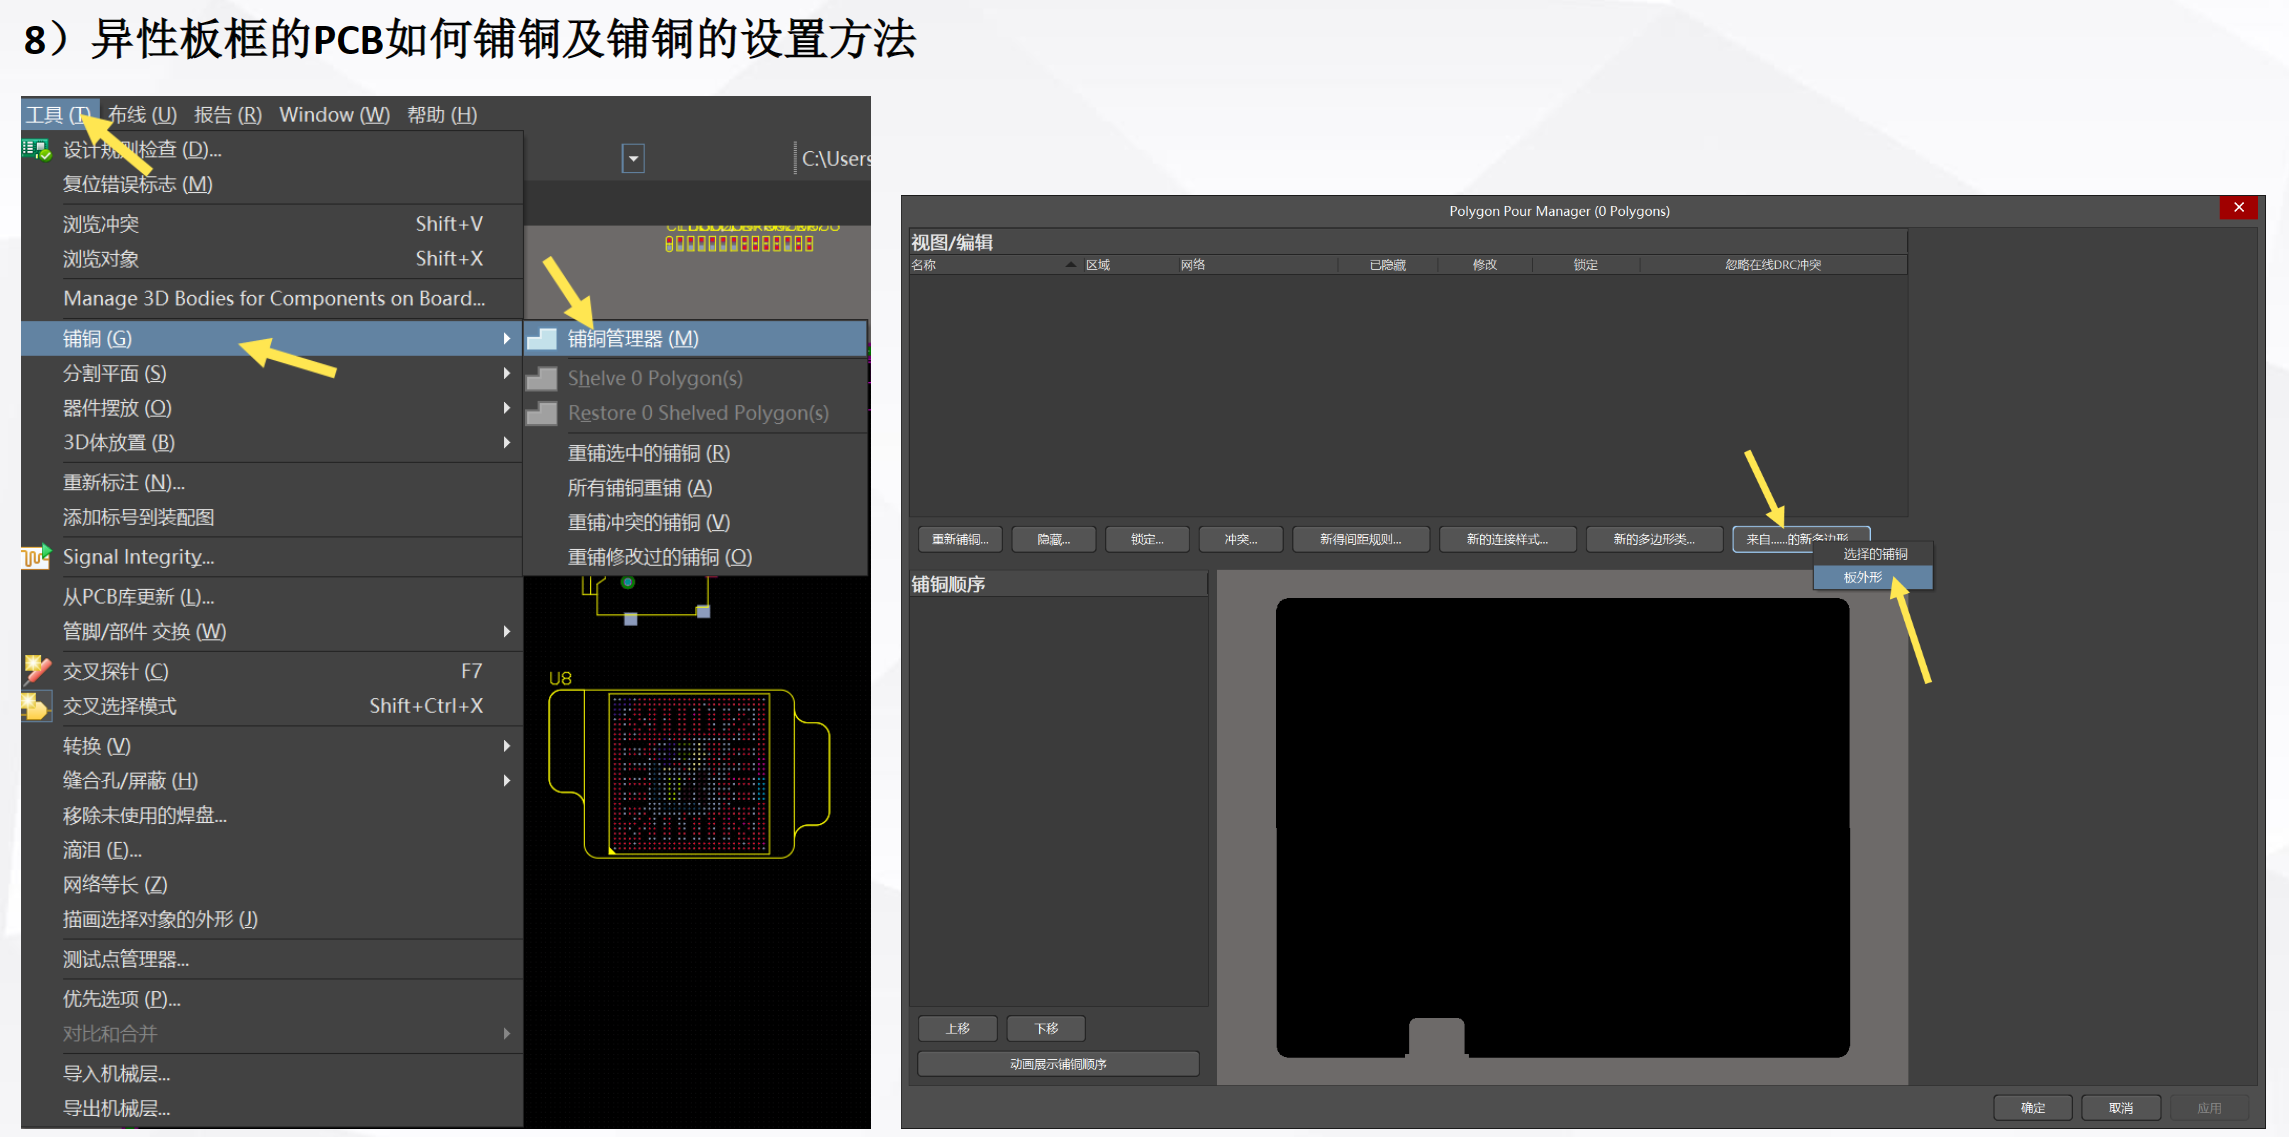 8）异性板框的PCB如何铺铜及铺铜的设置方法
工具 (T) 布线 (U) 报告 (R) Window (W) 帮助 (H)
设计规则检查 (D)...
复位错误标志 (M)
浏览冲突 Shift+V
浏览对象 Shift+X
Manage 3D Bodies for Components on Board...
铺铜 (G)
分割平面 (S)
器件摆放 (O)
3D体放置 (B)
重新标注 (N)...
添加标号到装配图
Signal Integrity...
从PCB库更新 (L)...
管脚/部件 交换 (W)
交叉探针 (C) F7
交叉选择模式 Shift+Ctrl+X
转换 (V)
缝合孔/屏蔽 (H)
移除未使用的焊盘...
滴泪 (E)...
网络等长 (Z)
描画选择对象的外形 (J)
测试点管理器...
优先选项 (P)...
对比和合并
导入机械层...
导出机械层...
C:\Users
铺铜管理器 (M)
Shelve 0 Polygon(s)
Restore 0 Shelved Polygon(s)
重铺选中的铺铜 (R)
所有铺铜重铺 (A)
重铺冲突的铺铜 (V)
重铺修改过的铺铜 (O)
U8
Polygon Pour Manager (0 Polygons)
视图/编辑
名称 区域 网络 已隐藏 修改 锁定 忽略在线DRC冲突
重新铺铜... 隐藏... 锁定... 冲突... 新得间距规则... 新的连接样式... 新的多边形类... 来自......的新多边形
选择的铺铜
板外形
铺铜顺序
上移 下移
动画展示铺铜顺序
确定 取消 应用